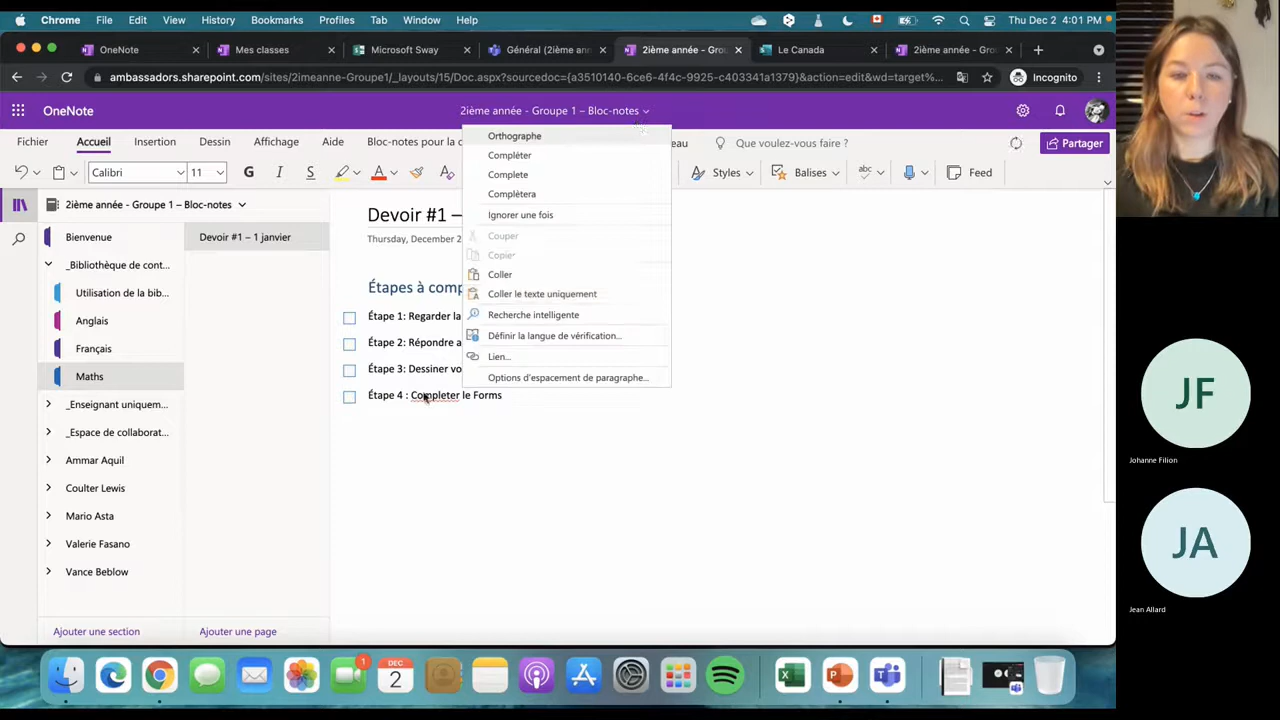 Chrome File Edit View History Bookmarks Profiles Tab Window Help Thu Dec 2 4:01 PM
OneNote
Mes classes
Microsoft Sway
Général (2ième ann
2ième année - Grou
Le Canada
2ième année - Grou
ambassadors.sharepoint.com/sites/2imeanne-Groupe1/_layouts/15/Doc.aspx?sourcedoc={a3510140-6ce6-4f4c-9925-c403341a1379}&action=edit&wd=target%...
Incognito
OneNote
2ième année - Groupe 1 – Bloc-notes
Fichier Accueil Insertion Dessin Affichage Aide Bloc-notes pour la c eau Que voulez-vous faire ? Partager
Calibri 11 Styles Balises abc Feed
2ième année - Groupe 1 – Bloc-notes
Bienvenue
_Bibliothèque de cont...
Utilisation de la bib...
Anglais
Français
Maths
_Enseignant uniquem...
_Espace de collaborat...
Ammar Aquil
Coulter Lewis
Mario Asta
Valerie Fasano
Vance Beblow
Ajouter une section
Devoir #1 – 1 janvier
Ajouter une page
Devoir #1 –
Thursday, December 2
Étapes à comp
Étape 1: Regarder la
Étape 2: Répondre a
Étape 3: Dessiner vo
Étape 4 : Completer le Forms
Orthographe
Compléter
Complete
Complétera
Ignorer une fois
Couper
Copier
Coller
Coller le texte uniquement
Recherche intelligente
Définir la langue de vérification...
Lien...
Options d'espacement de paragraphe...
JF
Johanne Filion
JA
Jean Allard
1
DEC
2